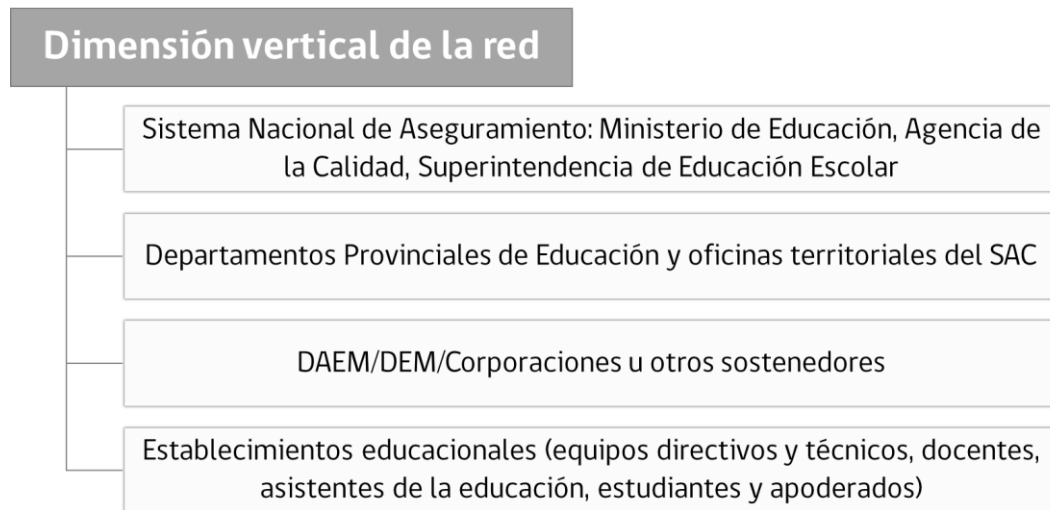 Dimensión vertical de la red
Sistema Nacional de Aseguramiento: Ministerio de Educación, Agencia de
la Calidad, Superintendencia de Educación Escolar
Departamentos Provinciales de Educación y oficinas territoriales del SAC
DAEM/DEM/Corporaciones u otros sostenedores
Establecimientos educacionales (equipos directivos y técnicos, docentes,
asistentes de la educación, estudiantes y apoderados)